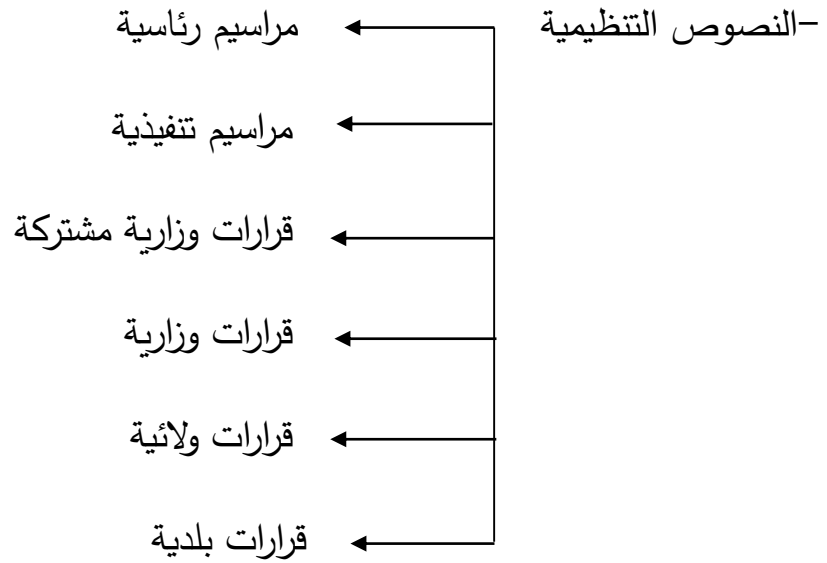 -النصوص التنظيمية
مراسيم رئاسية
مراسيم تنفيذية
قرارات وزارية مشتركة
قرارات وزارية
قرارات ولائية
قرارات بلدية